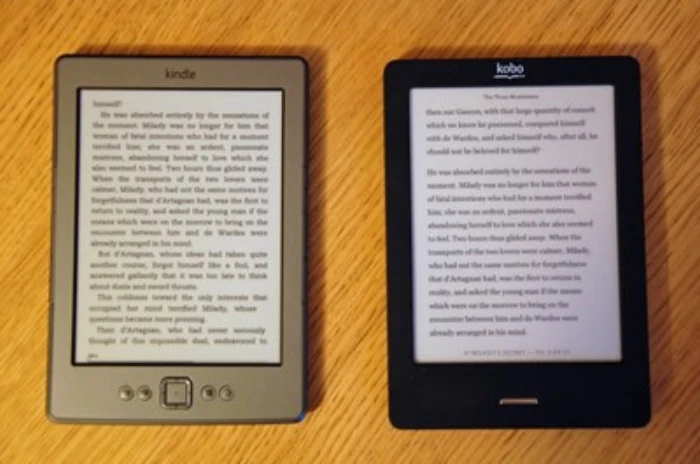 kindle
himself?
He was absorbed entirely by the sensations of
the moment. Milady was no longer for him that
woman of fatal intentions who had for a moment
terrified him; she was an ardent, passionate
mistress, abandoning herself to love which she
also seemed to feel. Two hours thus glided away.
When the transports of the two lovers were
calmer, Milady, who had not the same motives for
forgetfulness that d'Artagnan had, was the first to
return to reality, and asked the young man if the
means which were on the morrow to bring on the
encounter between him and de Wardes were
already arranged in his mind.
But d'Artagnan, whose ideas had taken quite
another course, forgot himself like a fool, and
answered gallantly that it was too late to think
about duels and sword thrusts.
This coldness toward the only interests that
occupied her mind terrified Milady, whose
questions became more pressing.
Then d'Artagnan, who had never seriously
thought of this impossible duel, endeavored to
kobo
The Three Musketeers
then our Gascon, with that large quantity of conceit
which we know he possessed, compared himself
with de Wardes, and asked himself why, after all, he
should not be beloved for himself?
He was absorbed entirely by the sensations of the
moment. Milady was no longer for him that woman
of fatal intentions who had for a moment terrified
him; she was an ardent, passionate mistress,
abandoning herself to love which she also seemed
to feel. Two hours thus glided away. When the
transports of the two lovers were calmer, Milady,
who had not the same motives for forgetfulness
that d'Artagnan had, was the first to return to
reality, and asked the young man if the means
which were on the morrow to bring on the
encounter between him and de Wardes were
already arranged in his mind.
MILADY'S SECRET